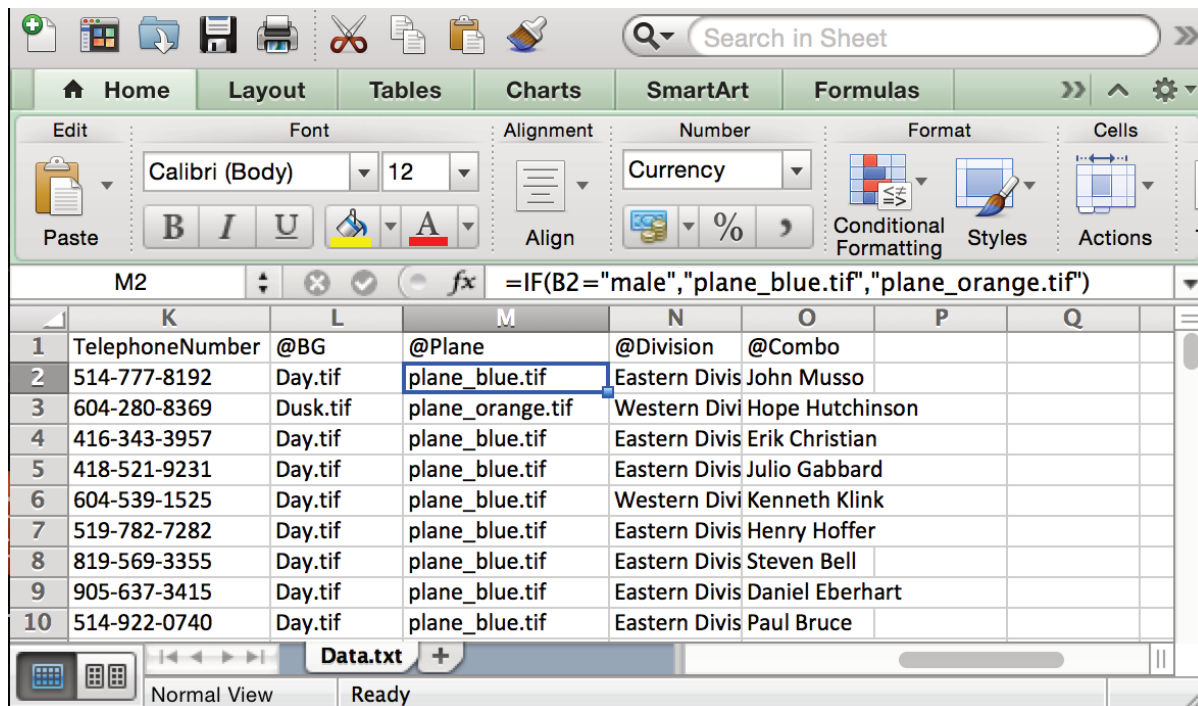 Search in Sheet
Home Layout Tables Charts SmartArt Formulas
Edit Font Alignment Number Format Cells
Calibri (Body) 12 Currency
Paste B I U A Align % Conditional Formatting Styles Actions
M2 fx =IF(B2="male","plane_blue.tif","plane_orange.tif")
K L M N O P Q
1 TelephoneNumber @BG @Plane @Division @Combo
2 514-777-8192 Day.tif plane_blue.tif Eastern Divis John Musso
3 604-280-8369 Dusk.tif plane_orange.tif Western Divi Hope Hutchinson
4 416-343-3957 Day.tif plane_blue.tif Eastern Divis Erik Christian
5 418-521-9231 Day.tif plane_blue.tif Eastern Divis Julio Gabbard
6 604-539-1525 Day.tif plane_blue.tif Western Divi Kenneth Klink
7 519-782-7282 Day.tif plane_blue.tif Eastern Divis Henry Hoffer
8 819-569-3355 Day.tif plane_blue.tif Eastern Divis Steven Bell
9 905-637-3415 Day.tif plane_blue.tif Eastern Divis Daniel Eberhart
10 514-922-0740 Day.tif plane_blue.tif Eastern Divis Paul Bruce
Data.txt
Normal View Ready